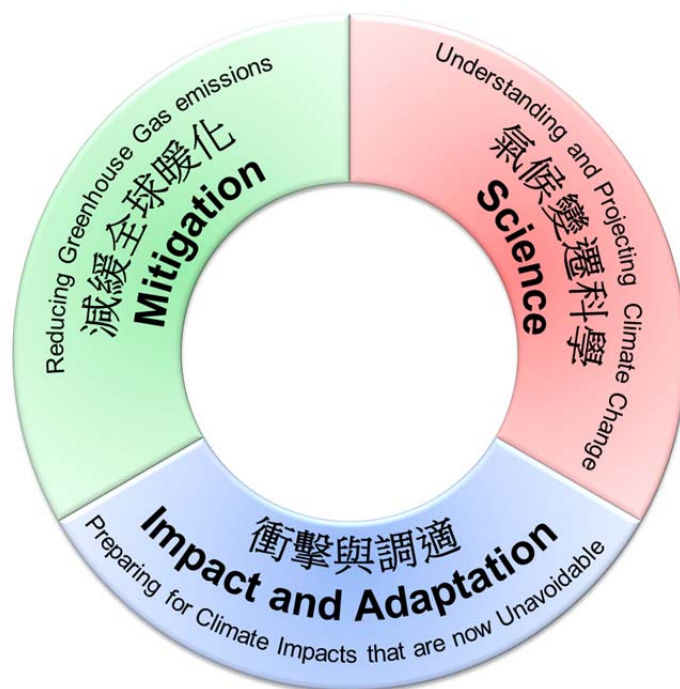 Reducing Greenhouse Gas emissions
減緩全球暖化
Mitigation
Understanding and Projecting Climate Change
氣候變遷科學
Science
衝擊與調適
Impact and Adaptation
Preparing for Climate Impacts that are now Unavoidable